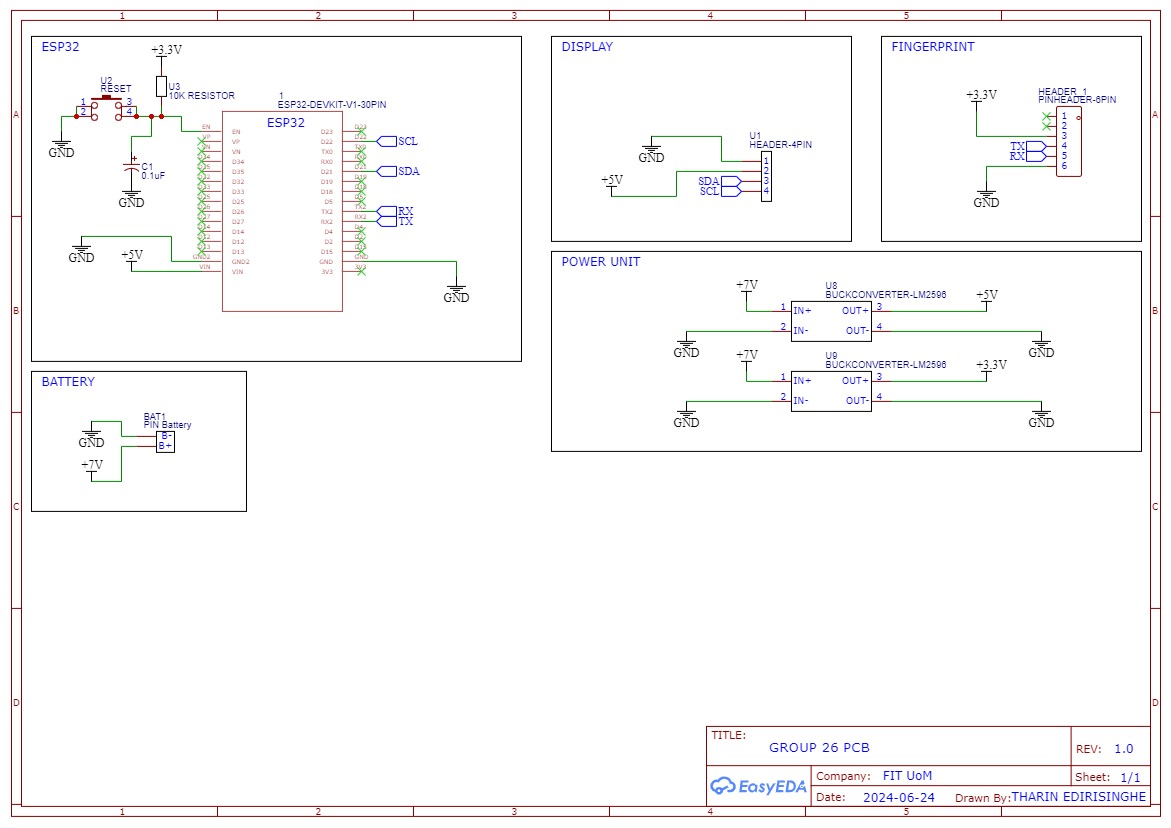 1 2 3 4 5
A
B
C
D
ESP32
+3.3V
U2
RESET
1 3
2 4
U3
10K RESISTOR
GND
C1
0.1uF
GND
GND
+5V
1
ESP32-DEVKIT-V1-30PIN
ESP32
EN EN D23 D23
VP VP D22 D22
VN VN TX0 TX0
D34 D34 RX0 RX0
D35 D35 D21 D21
D32 D32 D19 D19
D33 D33 D18 D18
D25 D25 D5 D5
D26 D26 TX2 TX2
D27 D27 RX2 RX2
D14 D14 D4 D4
D12 D12 D2 D2
D13 D13 D15 D15
GND2 GND2 GND GND
VIN VIN 3V3 3V3
SCL
SDA
RX
TX
GND
DISPLAY
GND
+5V
U1
HEADER-4PIN
1
2
SDA 3
SCL 4
FINGERPRINT
+3.3V
HEADER_1
PINHEADER-6PIN
1
2
3
TX 4
RX 5
6
GND
POWER UNIT
+7V
U8
BUCKCONVERTER-LM2596
1 IN+ OUT+ 3
2 IN- OUT- 4
+5V
GND
GND
+7V
U9
BUCKCONVERTER-LM2596
1 IN+ OUT+ 3
2 IN- OUT- 4
+3.3V
GND
GND
BATTERY
BAT1
PIN Battery
B-
B+
GND
+7V
TITLE:
GROUP 26 PCB
REV: 1.0
EasyEDA
Company: FIT UoM
Sheet: 1/1
Date: 2024-06-24
Drawn By: THARIN EDIRISINGHE
A
B
C
D
1 2 3 4 5